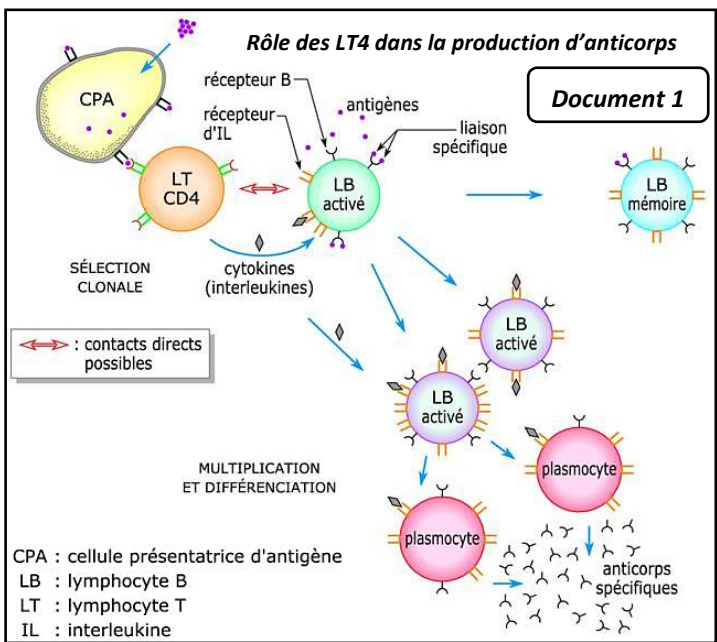 Rôle des LT4 dans la production d’anticorps
Document 1
CPA
récepteur B
récepteur
d'IL
antigènes
liaison
spécifique
LT
CD4
LB
activé
LB
mémoire
SÉLECTION
CLONALE
cytokines
(interleukines)
: contacts directs
possibles
LB
activé
LB
activé
MULTIPLICATION
ET DIFFÉRENCIATION
plasmocyte
plasmocyte
anticorps
spécifiques
CPA : cellule présentatrice d'antigène
LB : lymphocyte B
LT : lymphocyte T
IL : interleukine